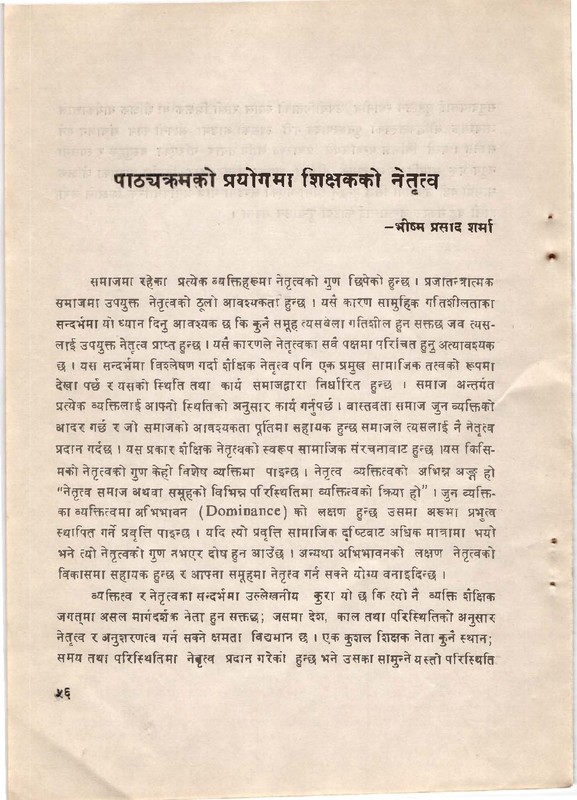 पाठ्यक्रमको प्रयोगमा शिक्षकको नेतृत्व
–भीष्म प्रसाद शर्मा
समाजमा रहेका प्रत्येक व्यक्तिहरूमा नेतृत्वको गुण छिपेको हुन्छ । प्रजातन्त्रात्मक
समाजमा उपयुक्त नेतृत्वको ठूलो आवश्यकता हुन्छ । यसै कारण सामुहिक गतिशीलताका
सन्दर्भमा यो ध्यान दिनु आवश्यक छ कि कुनै समूह त्यसवेला गतिशील हुन सक्तछ जव त्यस-
लाई उपयुक्त नेतृत्व प्राप्त हुन्छ । यसै कारणले नेतृत्वका सबै पक्षमा परिचित हुनु अत्यावश्यक
छ । यस सन्दर्भमा विश्लेषण गर्दा शैक्षिक नेतृत्व पनि एक प्रमुख सामाजिक तत्वको रूपमा
देखा पर्छ र यसको स्थिति तथा कार्य समाजद्वारा निर्धारित हुन्छ । समाज अन्तर्गत
प्रत्येक व्यक्तिलाई आफ्नो स्थितिको अनुसार कार्य गर्नुपर्छ । वास्तवता समाज जुन व्यक्तिको
आदर गर्छ र जो समाजको आवश्यकता पूर्तिमा सहायक हुन्छ समाजले त्यसलाई नै नेतृत्व
प्रदान गर्दछ । यस प्रकार शैक्षिक नेतृत्वको स्वरूप सामाजिक संरचनावाट हुन्छ ।यस किसि-
मको नेतृत्वको गुण केहो विशेष व्यक्तिमा पाइन्छ । नेतृत्व व्यक्तित्वको अभिन्न अङ्ग हो
“नेतृत्व समाज अथवा समूहको विभिन्न परिस्थितिमा व्यक्तित्वको क्रिया हो” । जुन व्यक्ति-
का व्यक्तित्वमा अभिभावन (Dominance) को लक्षण हुन्छ उसमा अरूमा प्रभुत्व
स्थापित गर्ने प्रवृत्ति पाइन्छ । यदि त्यो प्रवृत्ति सामाजिक दृष्टिवाट अधिक मात्रामा भयो
भने त्यो नेतृत्वको गुण नभएर दोष हुन आउँछ । अन्यथा अभिभावनको लक्षण नेतृत्वको
विकासमा सहायक हुन्छ र आफ्ना समूहमा नेतृत्व गर्न सक्ने योग्य वनाइदिन्छ ।
व्यक्तित्व र नेतृत्वका सन्दर्भमा उल्लेखनीय कुरा यो छ कि त्यो नै व्यक्ति शैक्षिक
जगत्‌मा असल मार्गदर्शक नेता हुन सक्तछ; जसमा देश, काल तथा परिस्थितिको अनुसार
नेतृत्व र अनुशरणत्व गर्न सक्ने क्षमता विद्यमान छ । एक कुशल शिक्षक नेता कुनै स्थान;
समय तथा परिस्थितिमा नेतृत्व प्रदान गरेको हुन्छ भने उसका सामुन्ने यस्तो परिस्थिति
५६